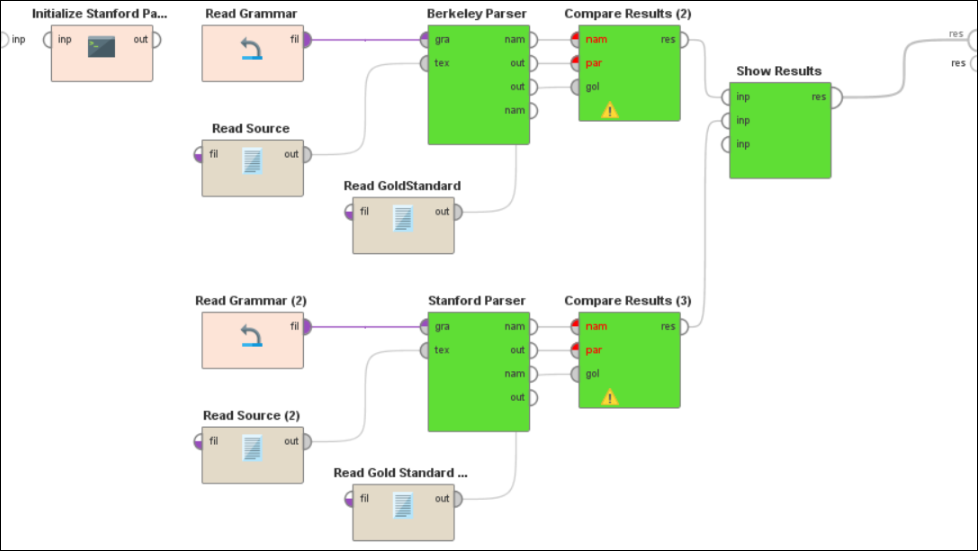 Initialize Stanford Pa...
inp
inp
out
Read Grammar
fil
Berkeley Parser
gra
tex
nam
out
out
nam
Compare Results (2)
nam
par
gol
res
Show Results
inp
inp
inp
res
res
res
Read Source
fil
out
Read GoldStandard
fil
out
Read Grammar (2)
fil
Stanford Parser
gra
tex
nam
out
nam
out
Compare Results (3)
nam
par
gol
res
Read Source (2)
fil
out
Read Gold Standard ...
fil
out